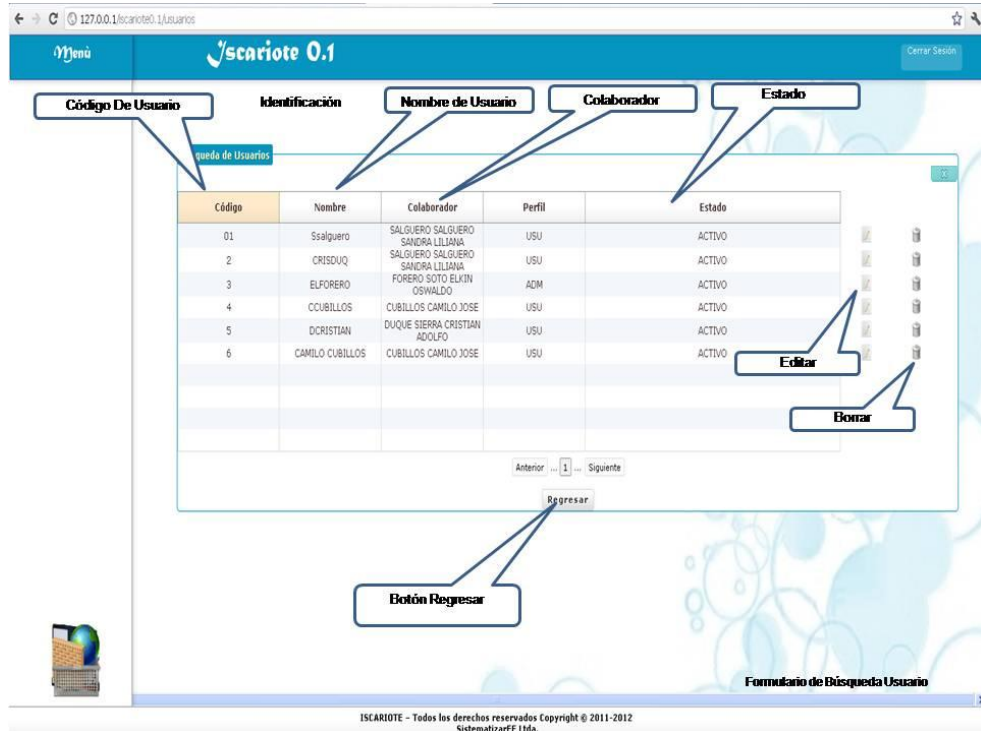 127.0.0.1/iscariote0.1/usuarios
Menù
Iscariote 0.1
Cerrar Sesión
Código De Usuario
Identificación
Nombre de Usuario
Colaborador
Estado
queda de Usuarios
Código Nombre Colaborador Perfil Estado
01 Ssalguero SALGUERO SALGUERO SANDRA LILIANA USU ACTIVO
2 CRISDUQ SALGUERO SALGUERO SANDRA LILIANA USU ACTIVO
3 ELFORERO FORERO SOTO ELKIN OSWALDO ADM ACTIVO
4 CCUBILLOS CUBILLOS CAMILO JOSE USU ACTIVO
5 DCRISTIAN DUQUE SIERRA CRISTIAN ADOLFO USU ACTIVO
6 CAMILO CUBILLOS CUBILLOS CAMILO JOSE USU ACTIVO
Editar
Borrar
Anterior ... 1 ... Siguiente
Regresar
Botón Regresar
Formulario de Búsqueda Usuario
ISCARIOTE - Todos los derechos reservados Copyright © 2011-2012
SistematizarEF Ltda.